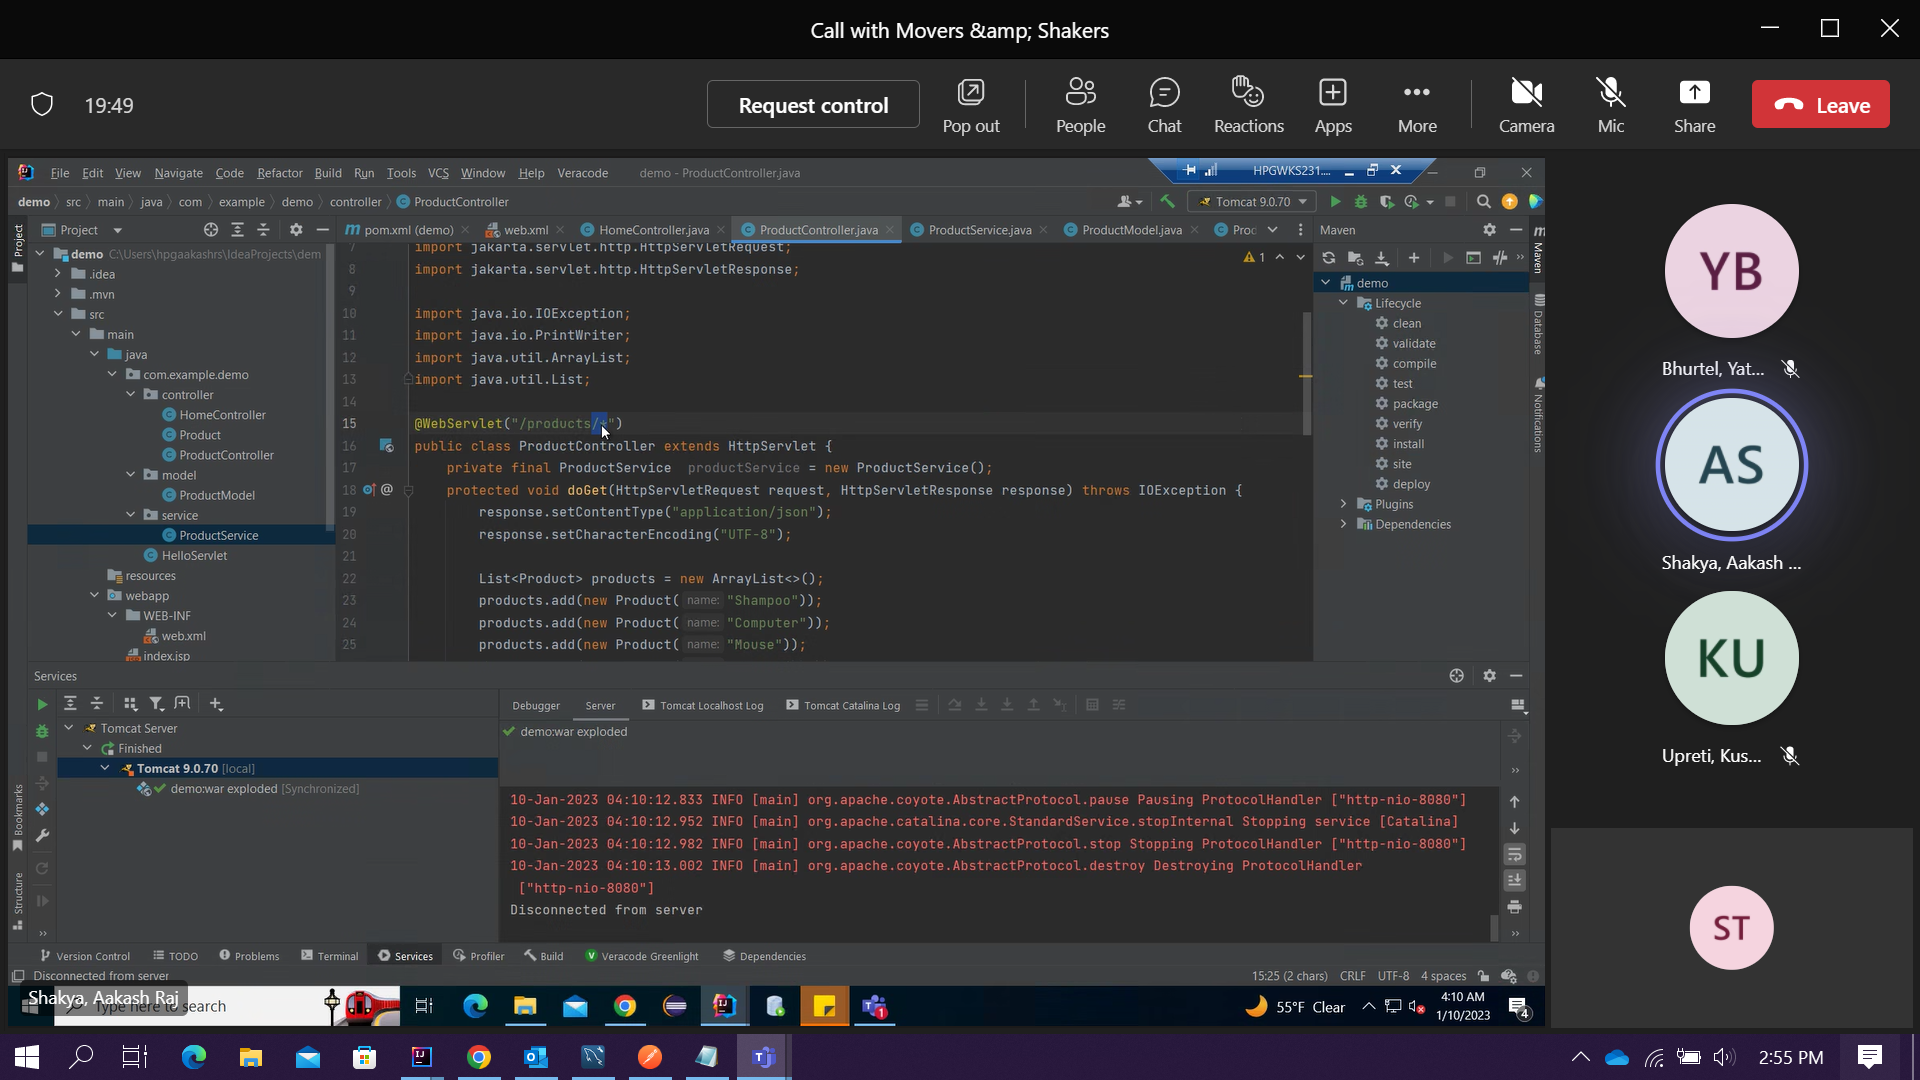 Call with Movers &amp; Shakers
19:49
Request control
Pop out
People
Chat
Reactions
Apps
More
Camera
Mic
Share
Leave
File Edit View Navigate Code Refactor Build Run Tools VCS Window Help Veracode demo - ProductController.java
HPGWKS231....
demo src main java com example demo controller ProductController
Tomcat 9.0.70
Project
pom.xml (demo) web.xml HomeController.java ProductController.java ProductService.java ProductModel.java Proc
Maven
demo C:\Users\hpgaakashrs\IdeaProjects\dem
.idea
.mvn
src
main
java
com.example.demo
controller
HomeController
Product
ProductController
model
ProductModel
service
ProductService
HelloServlet
resources
webapp
WEB-INF
web.xml
index.jsp
7 import jakarta.servlet.http.HttpServletRequest;
8 import jakarta.servlet.http.HttpServletResponse;
9
10 import java.io.IOException;
11 import java.io.PrintWriter;
12 import java.util.ArrayList;
13 import java.util.List;
14
15 @WebServlet("/products/*")
16 public class ProductController extends HttpServlet {
17 private final ProductService productService = new ProductService();
18 protected void doGet(HttpServletRequest request, HttpServletResponse response) throws IOException {
19 response.setContentType("application/json");
20 response.setCharacterEncoding("UTF-8");
21
22 List<Product> products = new ArrayList<>();
23 products.add(new Product( name: "Shampoo"));
24 products.add(new Product( name: "Computer"));
25 products.add(new Product( name: "Mouse"));
1
demo
Lifecycle
clean
validate
compile
test
package
verify
install
site
deploy
Plugins
Dependencies
Project
Bookmarks
Structure
Maven
Database
Notifications
Services
Tomcat Server
Finished
Tomcat 9.0.70 [local]
demo:war exploded [Synchronized]
Debugger Server Tomcat Localhost Log Tomcat Catalina Log
demo:war exploded
10-Jan-2023 04:10:12.833 INFO [main] org.apache.coyote.AbstractProtocol.pause Pausing ProtocolHandler ["http-nio-8080"]
10-Jan-2023 04:10:12.952 INFO [main] org.apache.catalina.core.StandardService.stopInternal Stopping service [Catalina]
10-Jan-2023 04:10:12.982 INFO [main] org.apache.coyote.AbstractProtocol.stop Stopping ProtocolHandler ["http-nio-8080"]
10-Jan-2023 04:10:13.002 INFO [main] org.apache.coyote.AbstractProtocol.destroy Destroying ProtocolHandler
["http-nio-8080"]
Disconnected from server
Version Control TODO Problems Terminal Services Profiler Build Veracode Greenlight Dependencies
Disconnected from server
15:25 (2 chars) CRLF UTF-8 4 spaces
Shakya, Aakash Raj
Type here to search
55°F Clear
4:10 AM
1/10/2023
4
YB
Bhurtel, Yat...
AS
Shakya, Aakash ...
KU
Upreti, Kus...
ST
2:55 PM